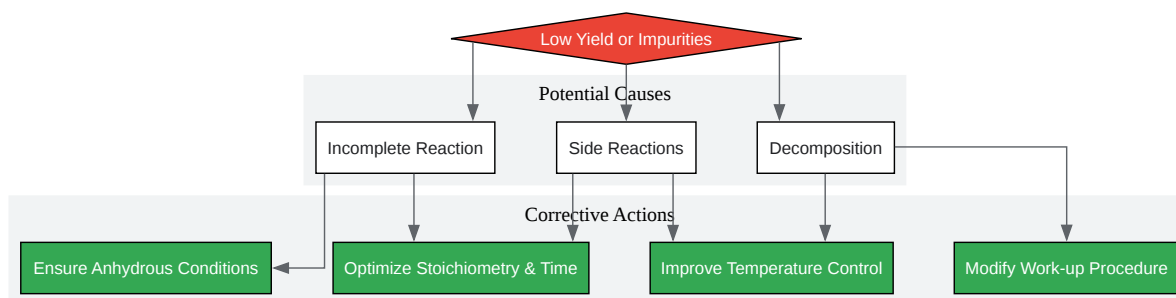 Low Yield or Impurities
Potential Causes
Incomplete Reaction
Side Reactions
Decomposition
Corrective Actions
Ensure Anhydrous Conditions
Optimize Stoichiometry & Time
Improve Temperature Control
Modify Work-up Procedure